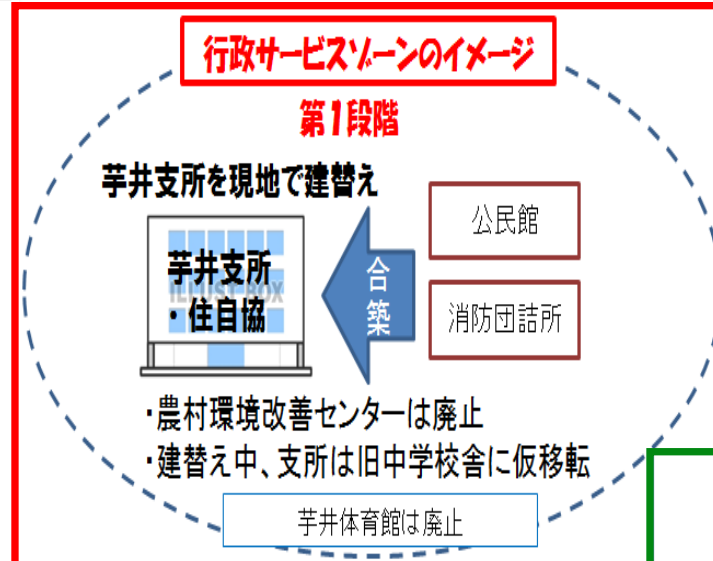 行政サービスゾーンのイメージ
第1段階
芋井支所を現地で建替え
芋井支所
・住自協
ILLUST BOX
合築
公民館
消防団詰所
・農村環境改善センターは廃止
・建替え中、支所は旧中学校舎に仮移転
芋井体育館は廃止